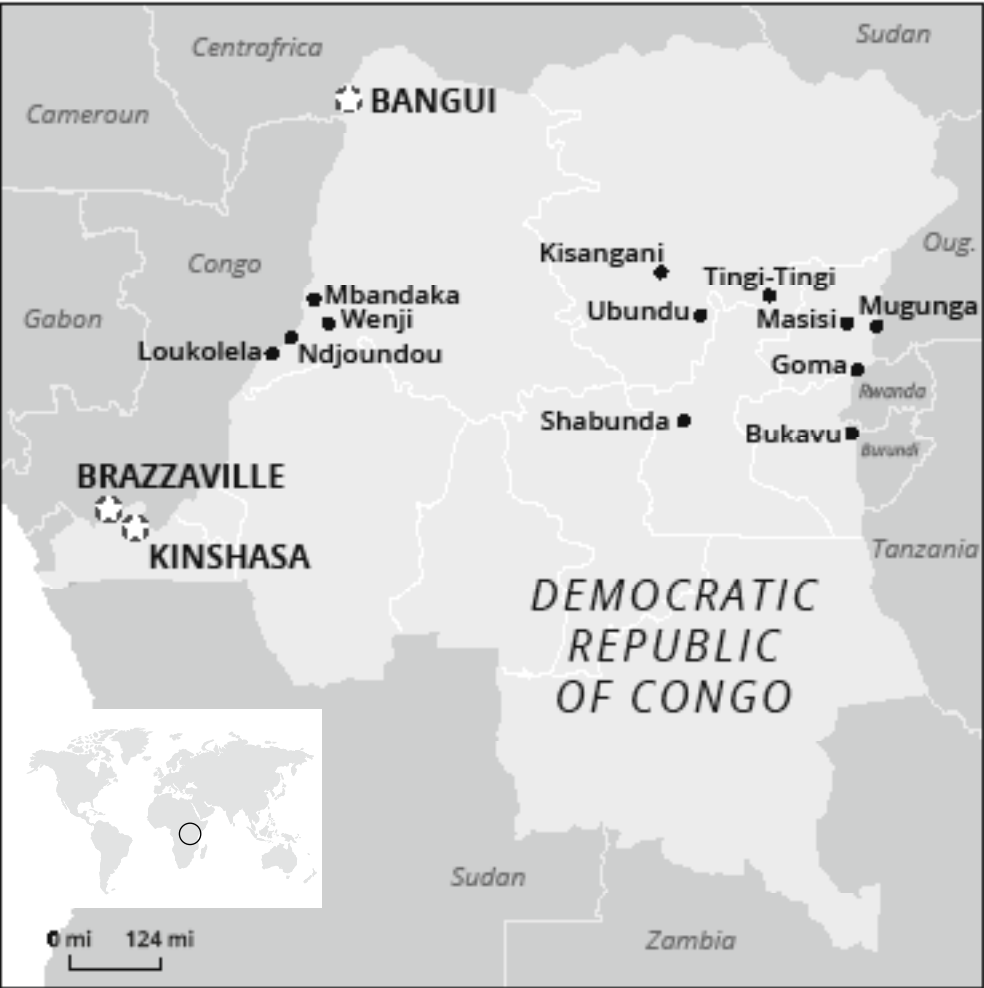 Centrafrica
Sudan
BANGUI
Cameroun
Oug.
Kisangani
Congo
Tingi-Tingi
Mbandaka
Mugunga
Ubundu
Wenji
Masisi
Gabon
Loukolela
Ndjoundou
Goma
Rwanda
Shabunda
Bukavu
Burundi
BRAZZAVILLE
KINSHASA
Tanzania
DEMOCRATIC
REPUBLIC
OF CONGO
Sudan
0 mi 124 mi
Zambia